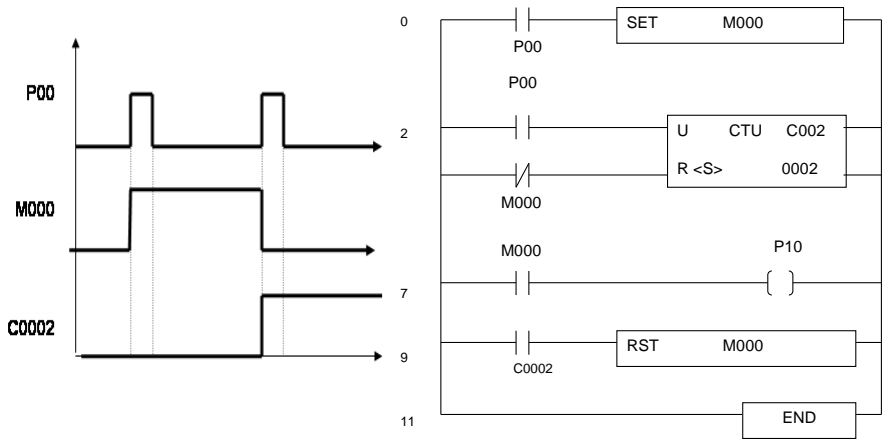 P00
M000
C0002
0
P00
SET M000
P00
2
U CTU C002
R <S> 0002
M000
M000
P10
7
C0002
RST M000
9
11
END